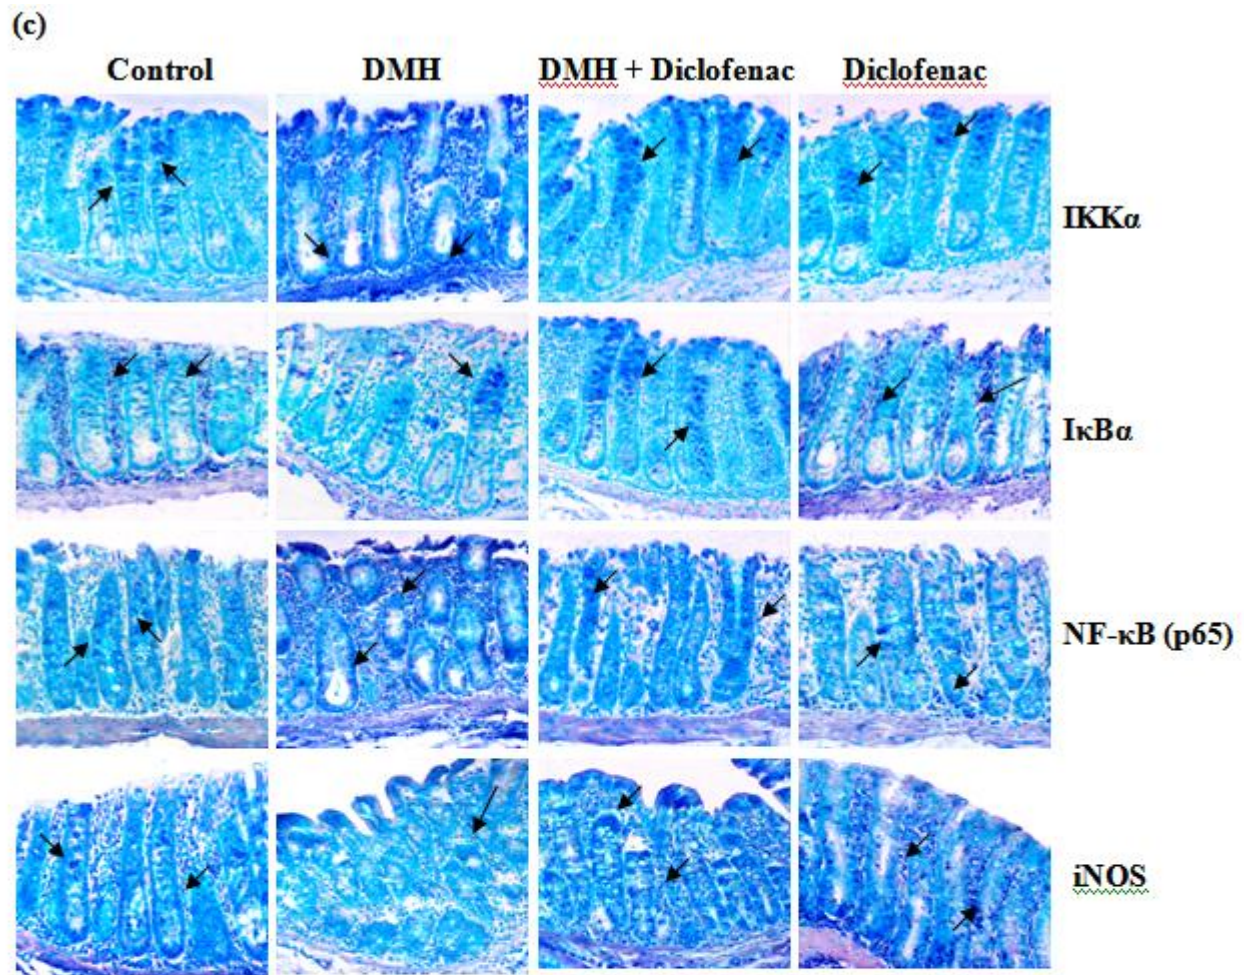 (c)
Control DMH DMH + Diclofenac Diclofenac
IKKα
IκBα
NF-κB (p65)
iNOS